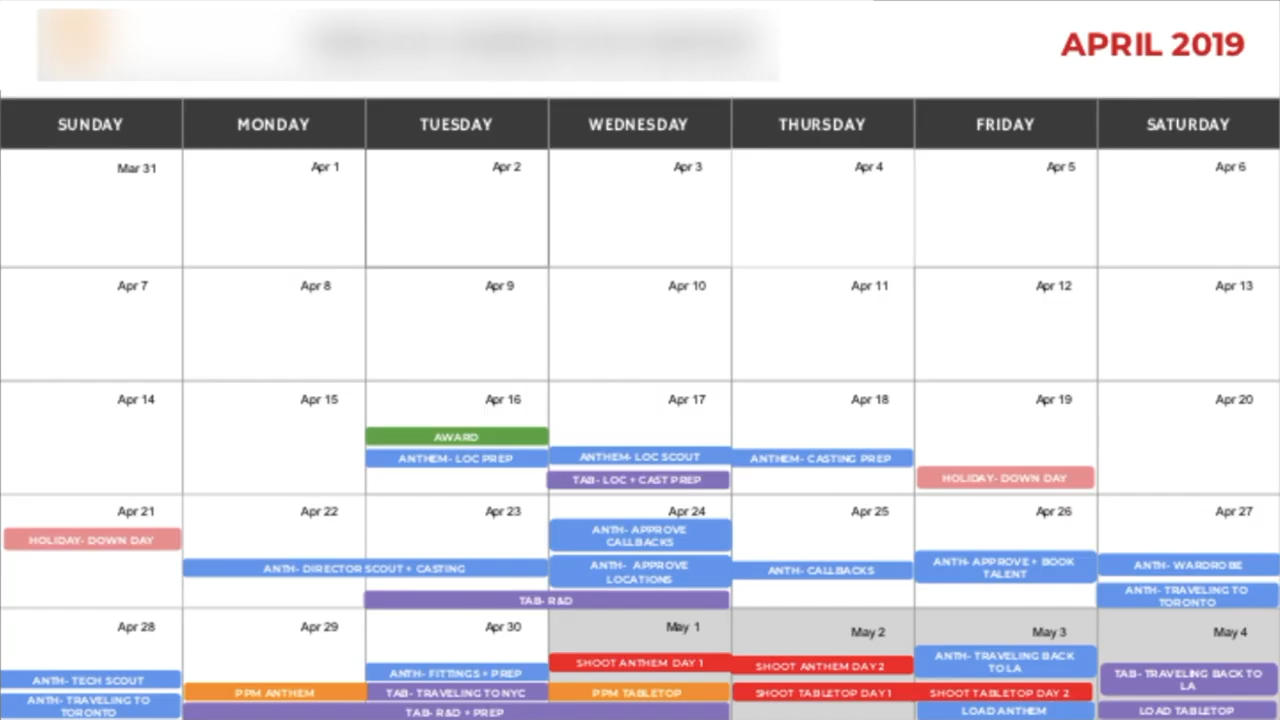 APRIL 2019
SUNDAY MONDAY TUESDAY WEDNESDAY THURSDAY FRIDAY SATURDAY
Mar 31 Apr 1 Apr 2 Apr 3 Apr 4 Apr 5 Apr 6
Apr 7 Apr 8 Apr 9 Apr 10 Apr 11 Apr 12 Apr 13
Apr 14 Apr 15 Apr 16 Apr 17 Apr 18 Apr 19 Apr 20
AWARD
ANTHEM- LOC PREP ANTHEM- LOC SCOUT ANTHEM- CASTING PREP
TAB- LOC + CAST PREP HOLIDAY- DOWN DAY
Apr 21 Apr 22 Apr 23 Apr 24 Apr 25 Apr 26 Apr 27
HOLIDAY- DOWN DAY
ANTH- APPROVE
CALLBACKS
ANTH- DIRECTOR SCOUT + CASTING
ANTH- APPROVE
LOCATIONS
ANTH- CALLBACKS
ANTH- APPROVE + BOOK
TALENT
ANTH- WARDROBE
TAB- R&D
ANTH- TRAVELING TO
TORONTO
Apr 28 Apr 29 Apr 30 May 1 May 2 May 3 May 4
ANTH- TECH SCOUT
ANTH- TRAVELING TO
TORONTO
PPM ANTHEM
ANTH- FITTINGS + PREP
TAB- TRAVELING TO NYC
TAB- R&D + PREP
SHOOT ANTHEM DAY 1
PPM TABLETOP
SHOOT ANTHEM DAY 2
SHOOT TABLETOP DAY 1
ANTH- TRAVELING BACK
TO LA
SHOOT TABLETOP DAY 2
LOAD ANTHEM
TAB- TRAVELING BACK TO
LA
LOAD TABLETOP